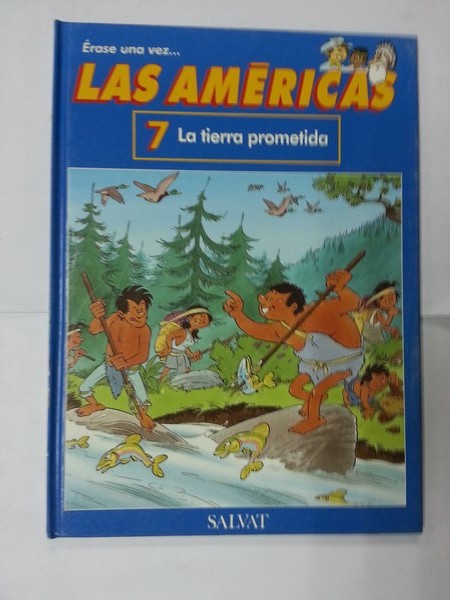 Érase una vez...
LAS AMÉRICAS
7 La tierra prometida
SALVAT